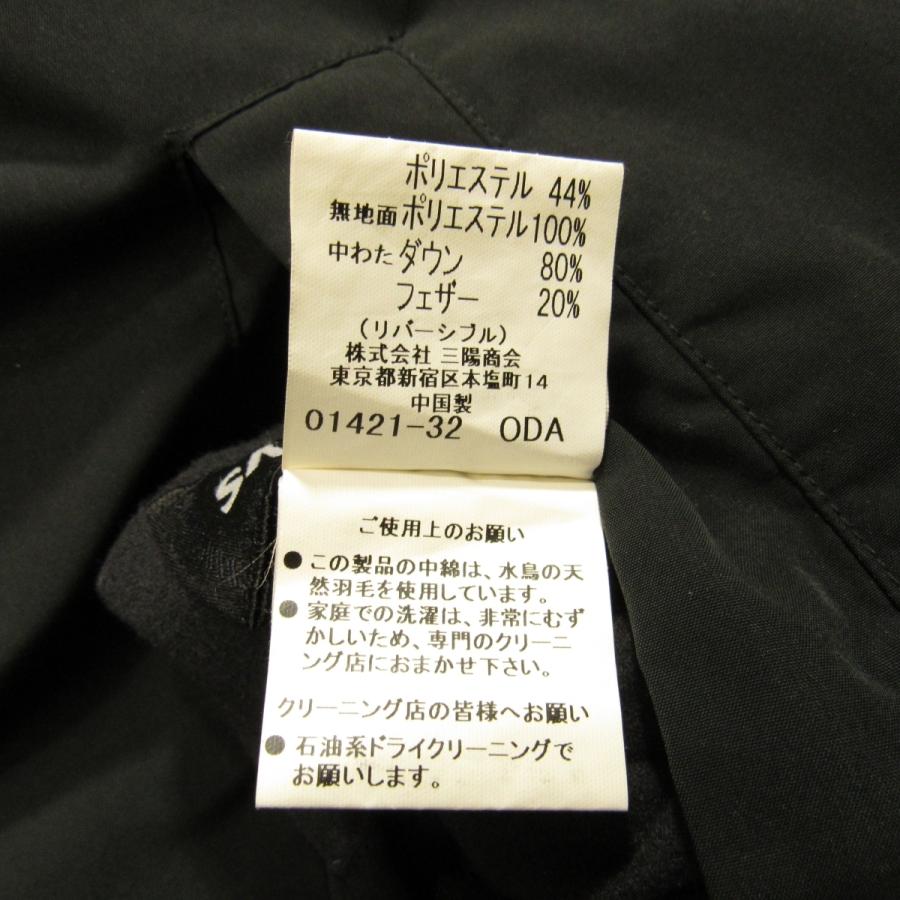 ポリエステル 44%
無地面 ポリエステル100%
中わた ダウン 80%
フェザー 20%
(リバーシブル)
株式会社 三陽商会
東京都新宿区本塩町14
中国製
01421-32 ODA
ご使用上のお願い
● この製品の中綿は、水鳥の天
然羽毛を使用しています。
● 家庭での洗濯は、非常にむず
かしいため、専門のクリーニ
ング店におまかせ下さい。
クリーニング店の皆様へお願い
● 石油系ドライクリーニングで
お願いします。